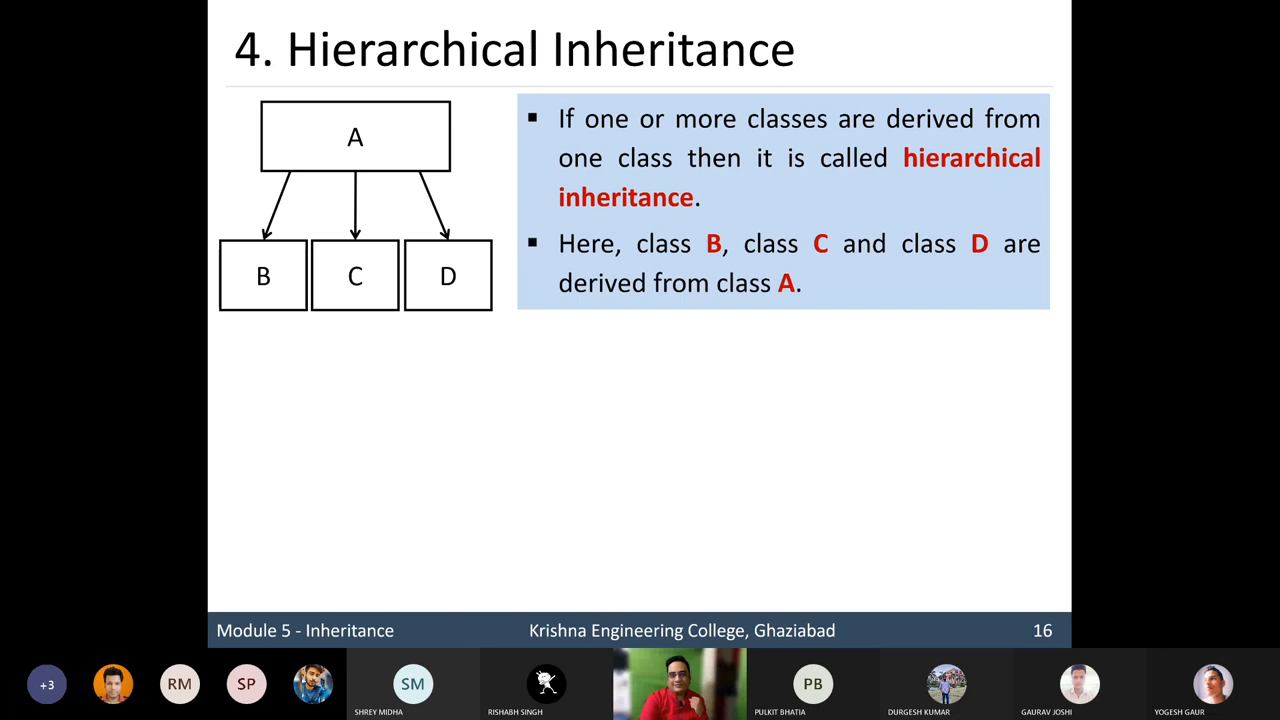 4. Hierarchical Inheritance
A
B C D
▪ If one or more classes are derived from
one class then it is called hierarchical
inheritance.
▪ Here, class B, class C and class D are
derived from class A.
Module 5 - Inheritance Krishna Engineering College, Ghaziabad 16
+3 RM SP SM PB
SHREY MIDHA RISHABH SINGH PULKIT BHATIA DURGESH KUMAR GAURAV JOSHI YOGESH GAUR